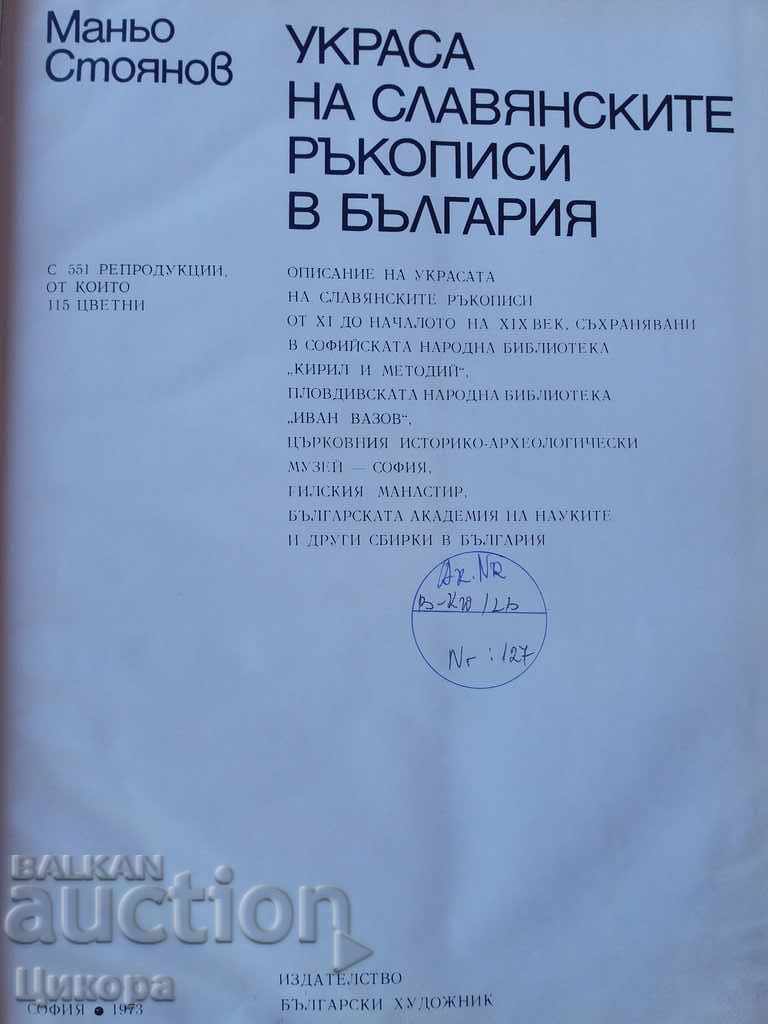 Маньо
Стоянов
УКРАСА
НА СЛАВЯНСКИТЕ
РЪКОПИСИ
В БЪЛГАРИЯ
С 551 РЕПРОДУКЦИИ,
ОТ КОИТО
115 ЦВЕТНИ
ОПИСАНИЕ НА УКРАСАТА
НА СЛАВЯНСКИТЕ РЪКОПИСИ
ОТ XI ДО НАЧАЛОТО НА XIX ВЕК, СЪХРАНЯВАНИ
В СОФИЙСКАТА НАРОДНА БИБЛИОТЕКА
„КИРИЛ И МЕТОДИЙ“,
ПЛОВДИВСКАТА НАРОДНА БИБЛИОТЕКА
„ИВАН ВАЗОВ“,
ЦЪРКОВНИЯ ИСТОРИКО-АРХЕОЛОГИЧЕСКИ
МУЗЕЙ — СОФИЯ,
РИЛСКИЯ МАНАСТИР,
БЪЛГАРСКАТА АКАДЕМИЯ НА НАУКИТЕ
И ДРУГИ СБИРКИ В БЪЛГАРИЯ
Nr : 127
BALKAN
auction
Цикора
ИЗДАТЕЛСТВО
БЪЛГАРСКИ ХУДОЖНИК
СОФИЯ • 1973